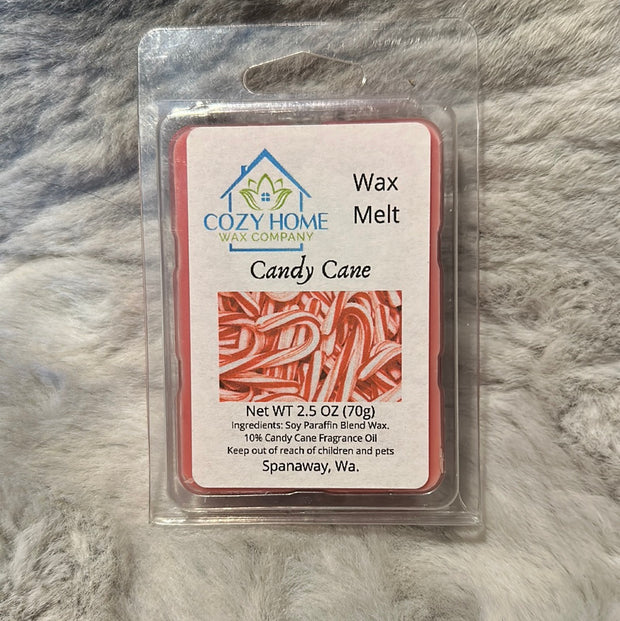 Wax
Melt
COZY HOME
WAX COMPANY
Candy Cane
Net WT 2.5 OZ (70g)
Ingredients: Soy Paraffin Blend Wax.
10% Candy Cane Fragrance Oil
Keep out of reach of children and pets
Spanaway, Wa.